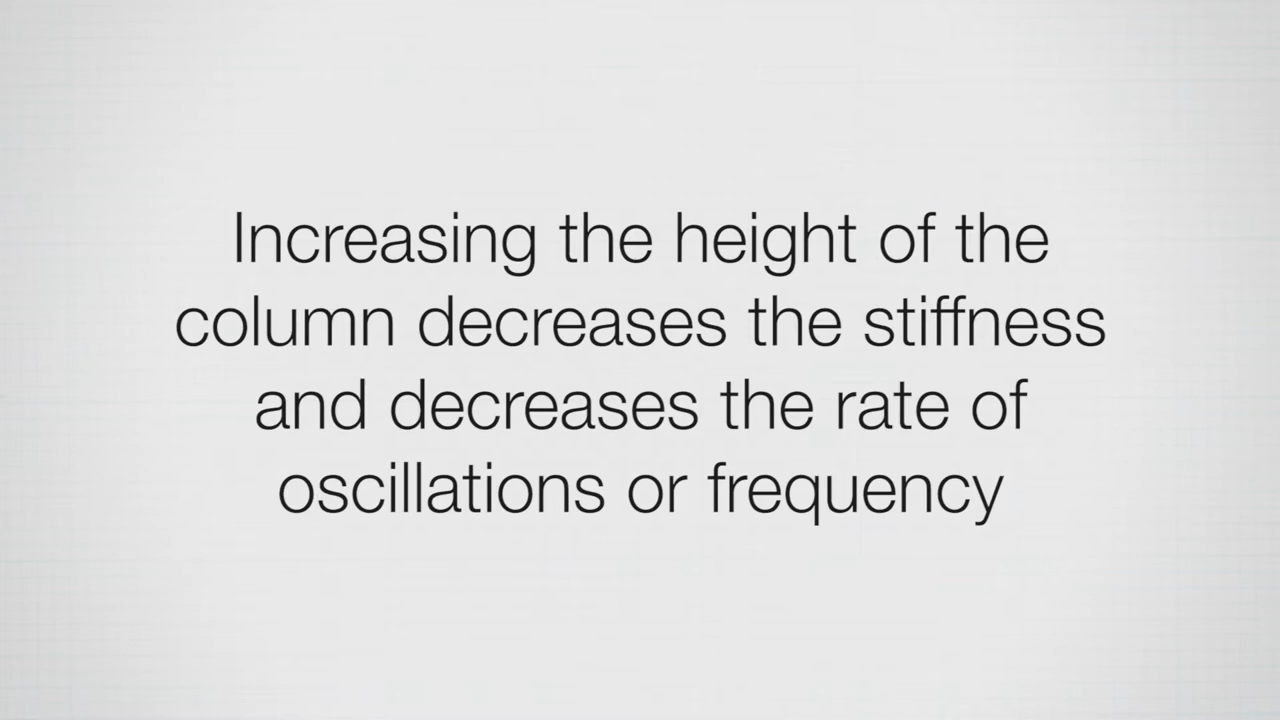 Increasing the height of the
column decreases the stiffness
and decreases the rate of
oscillations or frequency